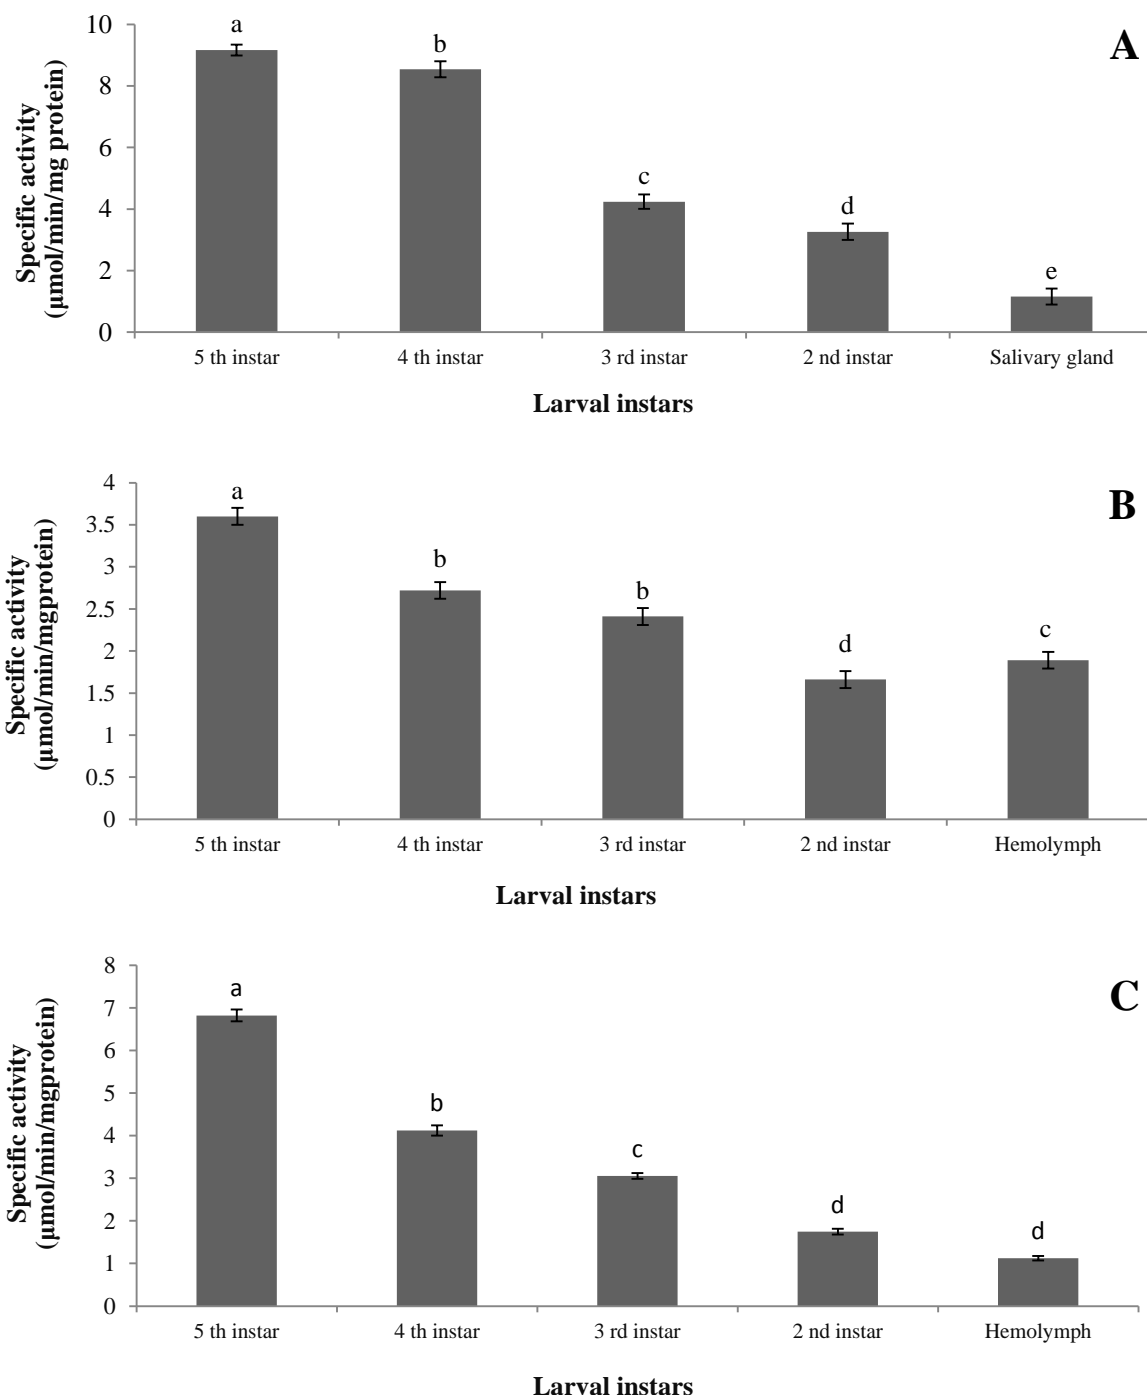 A
Specific activity
(µmol/min/mg protein)
10
8
6
4
2
0
a
b
c
d
e
5 th instar
4 th instar
3 rd instar
2 nd instar
Salivary gland
Larval instars
B
Specific activity
(µmol/min/mgprotein)
4
3.5
3
2.5
2
1.5
1
0.5
0
a
b
b
d
c
5 th instar
4 th instar
3 rd instar
2 nd instar
Hemolymph
Larval instars
C
Specific activity
(µmol/min/mgprotein)
8
7
6
5
4
3
2
1
0
a
b
c
d
d
5 th instar
4 th instar
3 rd instar
2 nd instar
Hemolymph
Larval instars